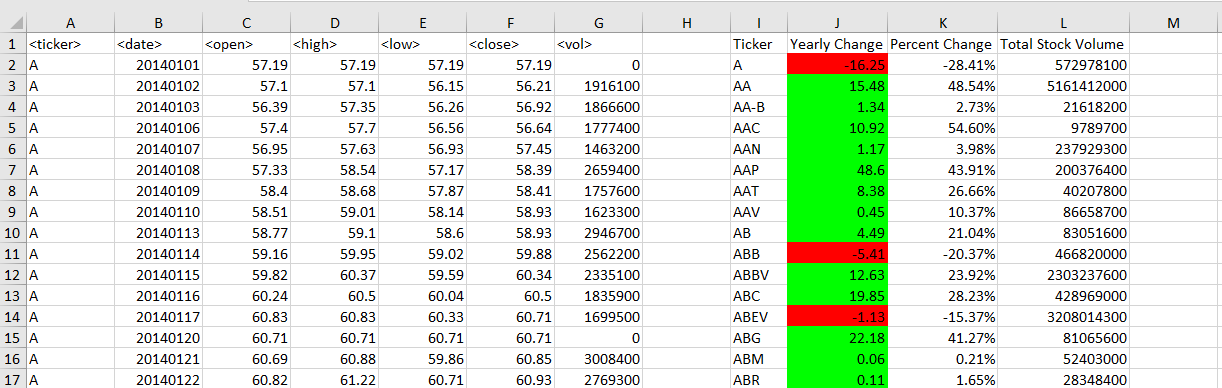 A B C D E F G H I J K L M
1 <ticker> <date> <open> <high> <low> <close> <vol> Ticker Yearly Change Percent Change Total Stock Volume
2 A 20140101 57.19 57.19 57.19 57.19 0 A -16.25 -28.41% 572978100
3 A 20140102 57.1 57.1 56.15 56.21 1916100 AA 15.48 48.54% 5161412000
4 A 20140103 56.39 57.35 56.26 56.92 1866600 AA-B 1.34 2.73% 21618200
5 A 20140106 57.4 57.7 56.56 56.64 1777400 AAC 10.92 54.60% 9789700
6 A 20140107 56.95 57.63 56.93 57.45 1463200 AAN 1.17 3.98% 237929300
7 A 20140108 57.33 58.54 57.17 58.39 2659400 AAP 48.6 43.91% 200376400
8 A 20140109 58.4 58.68 57.87 58.41 1757600 AAT 8.38 26.66% 40207800
9 A 20140110 58.51 59.01 58.14 58.93 1623300 AAV 0.45 10.37% 86658700
10 A 20140113 58.77 59.1 58.6 58.93 2946700 AB 4.49 21.04% 83051600
11 A 20140114 59.16 59.95 59.02 59.88 2562200 ABB -5.41 -20.37% 466820000
12 A 20140115 59.82 60.37 59.59 60.34 2335100 ABBV 12.63 23.92% 2303237600
13 A 20140116 60.24 60.5 60.04 60.5 1835900 ABC 19.85 28.23% 428969000
14 A 20140117 60.83 60.83 60.33 60.71 1699500 ABEV -1.13 -15.37% 3208014300
15 A 20140120 60.71 60.71 60.71 60.71 0 ABG 22.18 41.27% 81065600
16 A 20140121 60.69 60.88 59.86 60.85 3008400 ABM 0.06 0.21% 52403000
17 A 20140122 60.82 61.22 60.71 60.93 2769300 ABR 0.11 1.65% 28348400